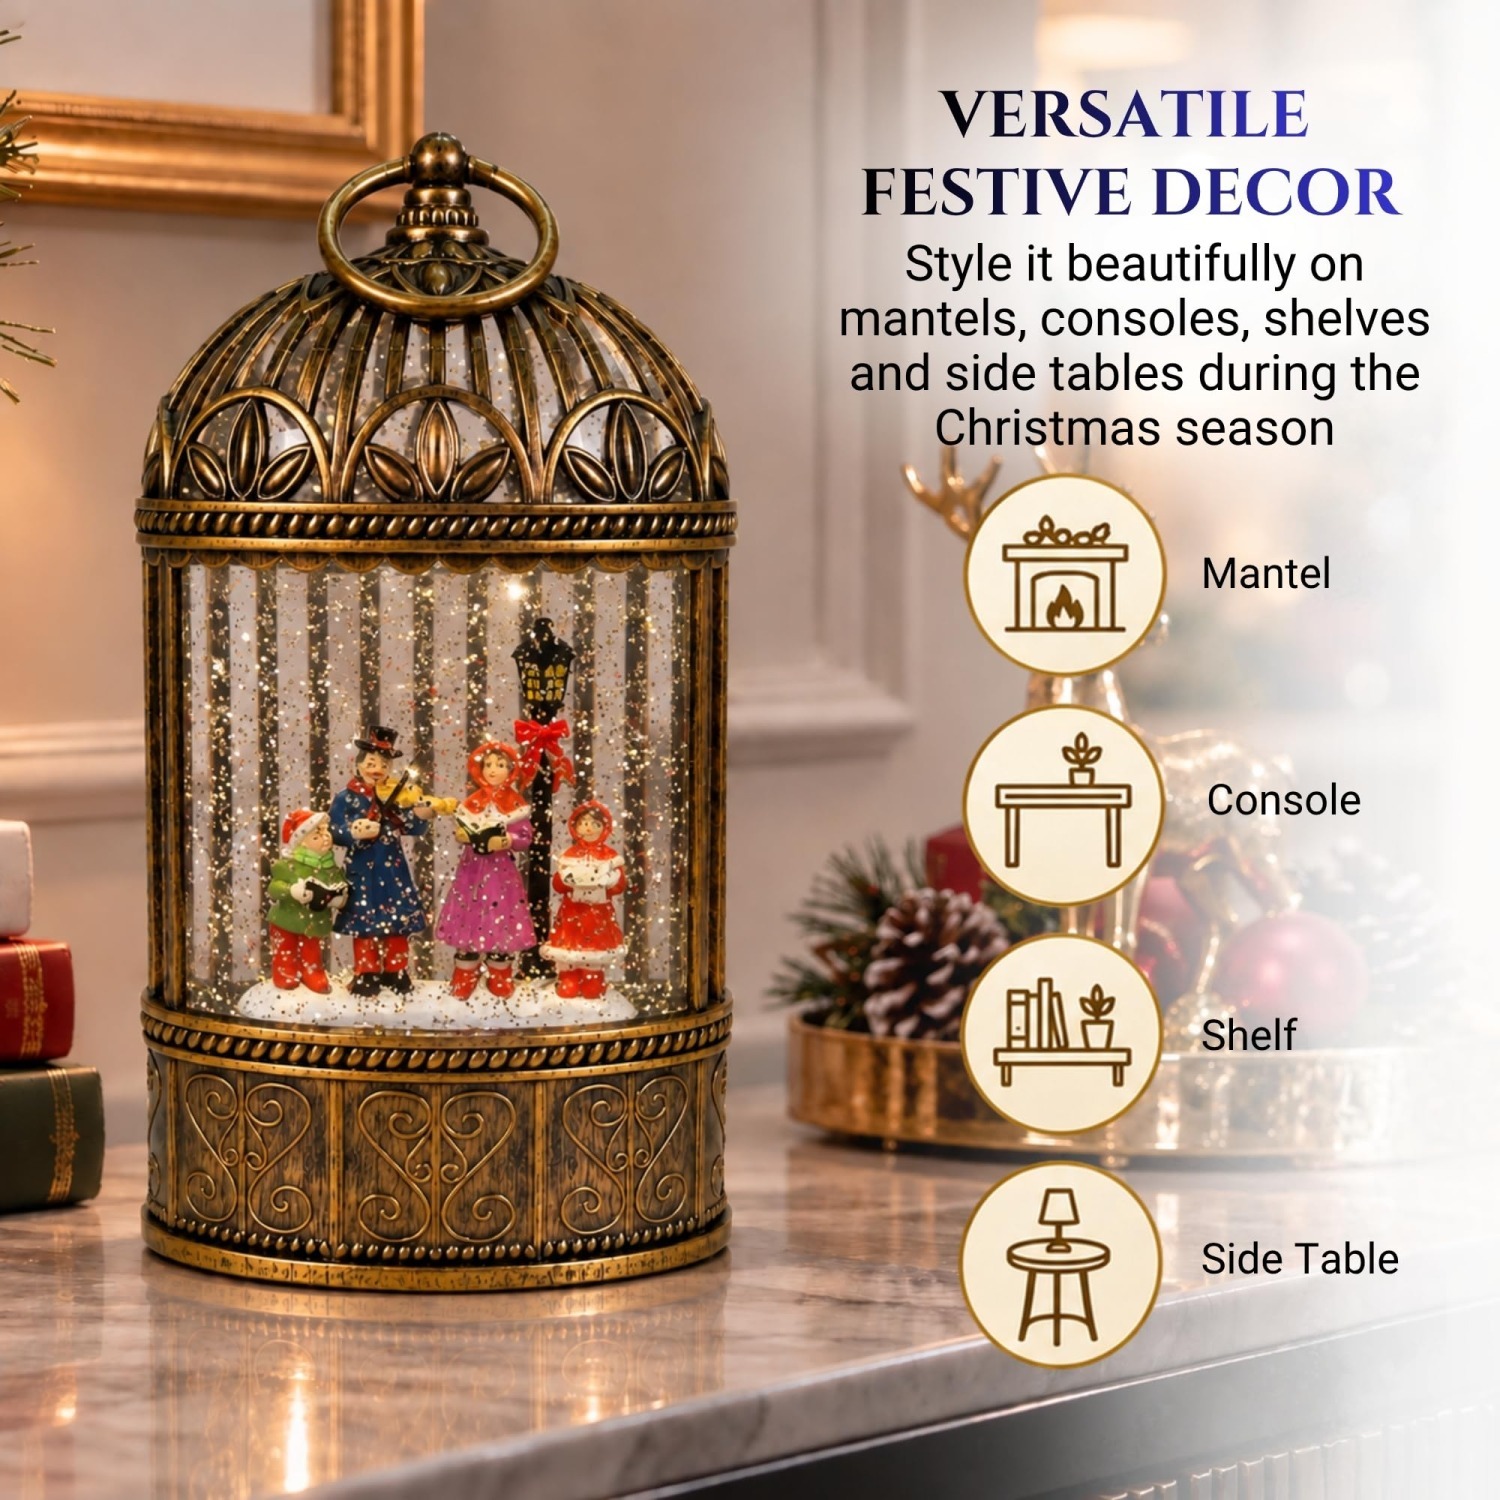 VERSATILE
FESTIVE DECOR
Style it beautifully on
mantels, consoles, shelves
and side tables during the
Christmas season
Mantel
Console
Shelf
Side Table